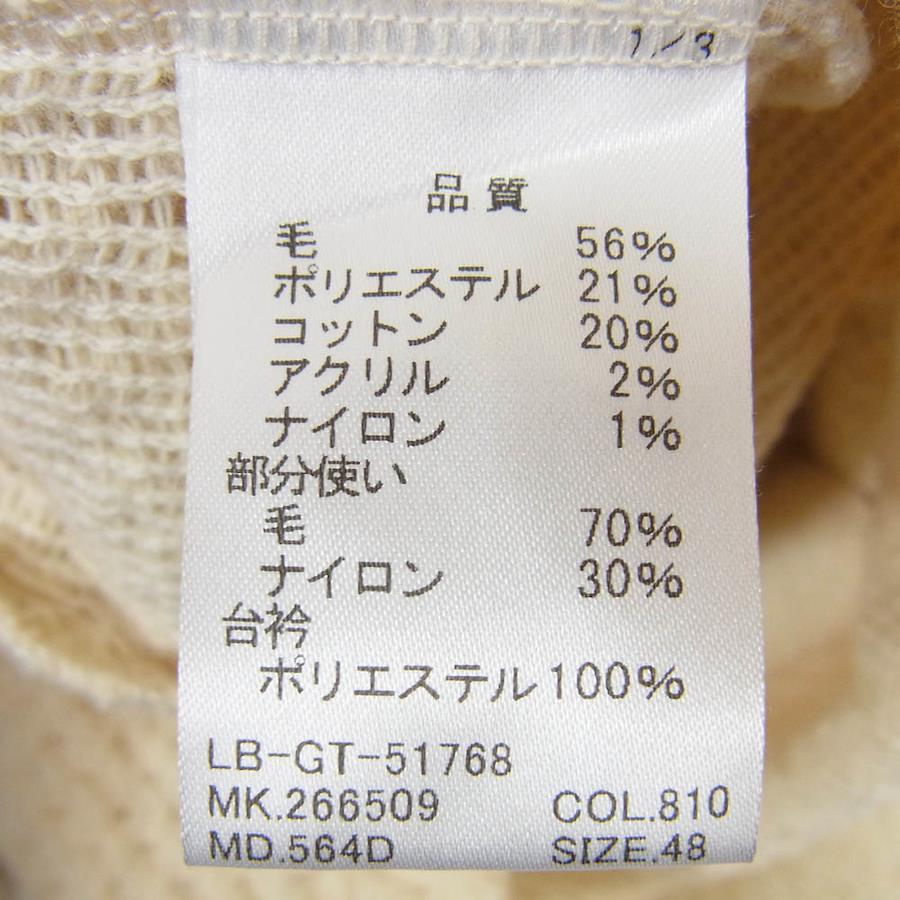 1/3
品質
毛 56%
ポリエステル 21%
コットン 20%
アクリル 2%
ナイロン 1%
部分使い
毛 70%
ナイロン 30%
台衿
ポリエステル 100%
LB-GT-51768
MK.266509 COL.810
MD.564D SIZE.48